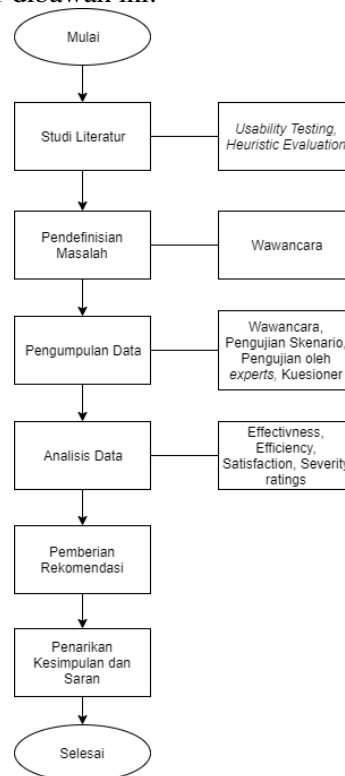 Mulai
Studi Literatur
Usability Testing,
Heuristic Evaluation
Pendefinisian
Masalah
Wawancara
Pengumpulan Data
Wawancara,
Pengujian Skenario,
Pengujian oleh
experts, Kuesioner
Analisis Data
Effectivness,
Efficiency,
Satisfaction, Severity
ratings
Pemberian
Rekomendasi
Penarikan
Kesimpulan dan
Saran
Selesai